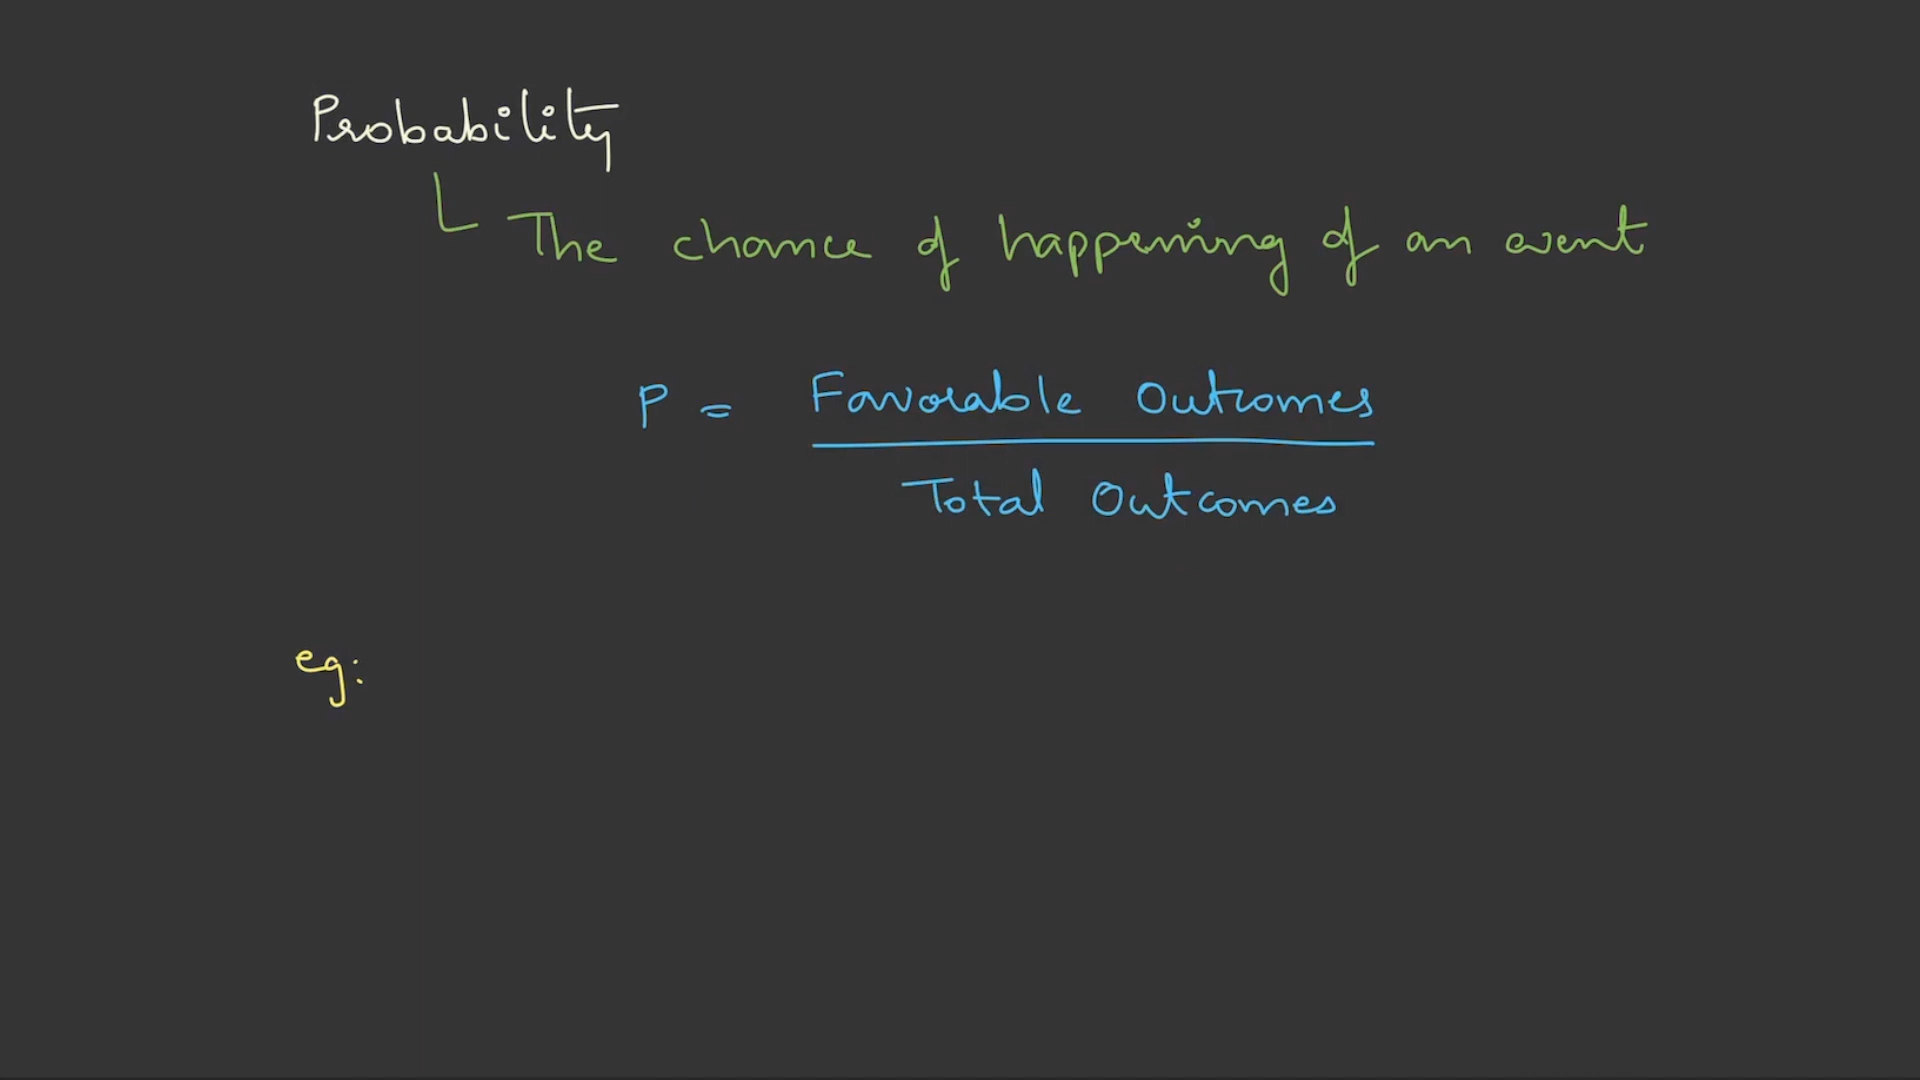 Probability
The chance of happening of an event
P = Favorable Outcomes
Total Outcomes
eg: